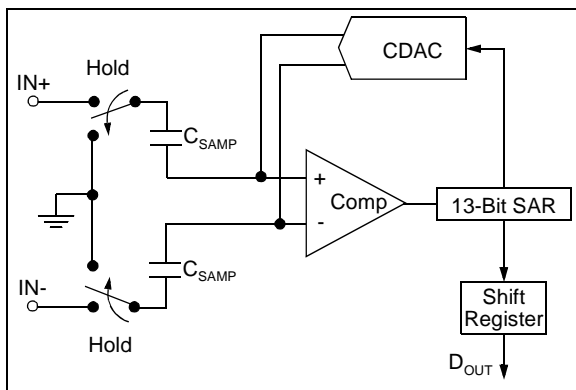 CDAC
Hold
IN+
C_SAMP
+
Comp
-
13-Bit SAR
C_SAMP
IN-
Hold
Shift
Register
D_OUT